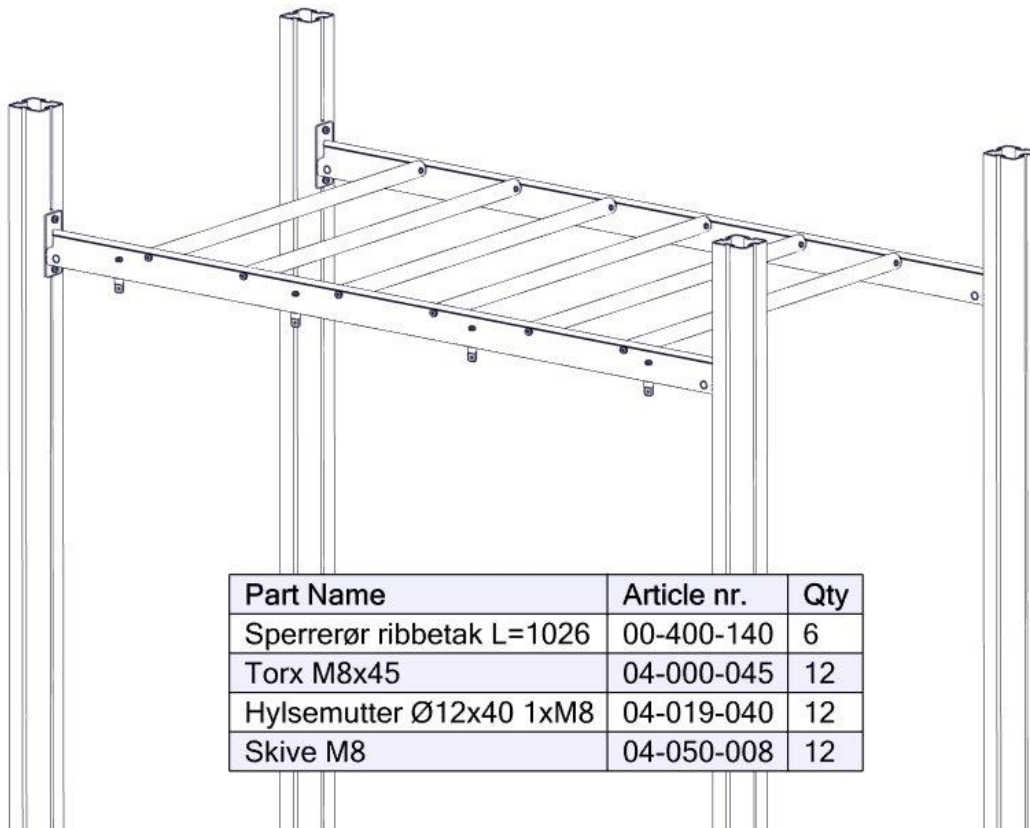 Part Name Article nr. Qty
Sperrerør ribbetak L=1026 00-400-140 6
Torx M8x45 04-000-045 12
Hylsemutter Ø12x40 1xM8 04-019-040 12
Skive M8 04-050-008 12